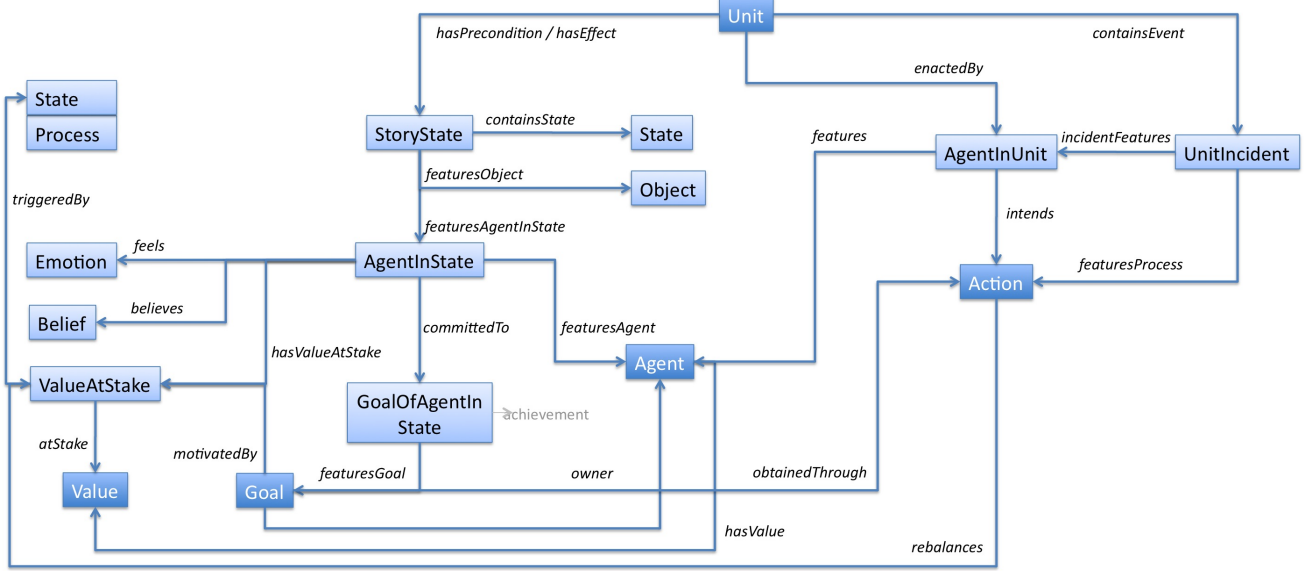 Unit
hasPrecondition / hasEffect
containsEvent
enactedBy
State
Process
StoryState
containsState
State
features
AgentInUnit
incidentFeatures
UnitIncident
featuresObject
Object
triggeredBy
featuresAgentInState
intends
Emotion
feels
AgentInState
featuresProcess
Action
Belief
believes
committedTo
featuresAgent
hasValueAtStake
Agent
ValueAtStake
GoalOfAgentIn
State
achievement
atStake
motivatedBy
featuresGoal
owner
obtainedThrough
Value
Goal
hasValue
rebalances